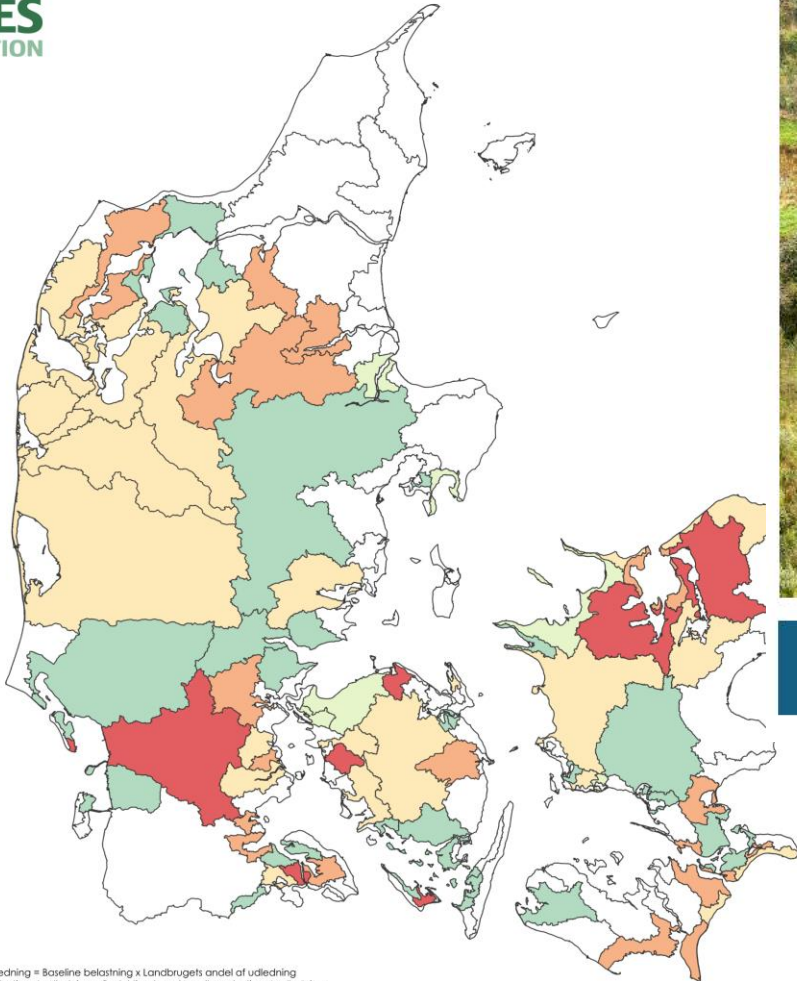 ES
TION
edning = Baseline belastning x Landbrugets andel af udledning